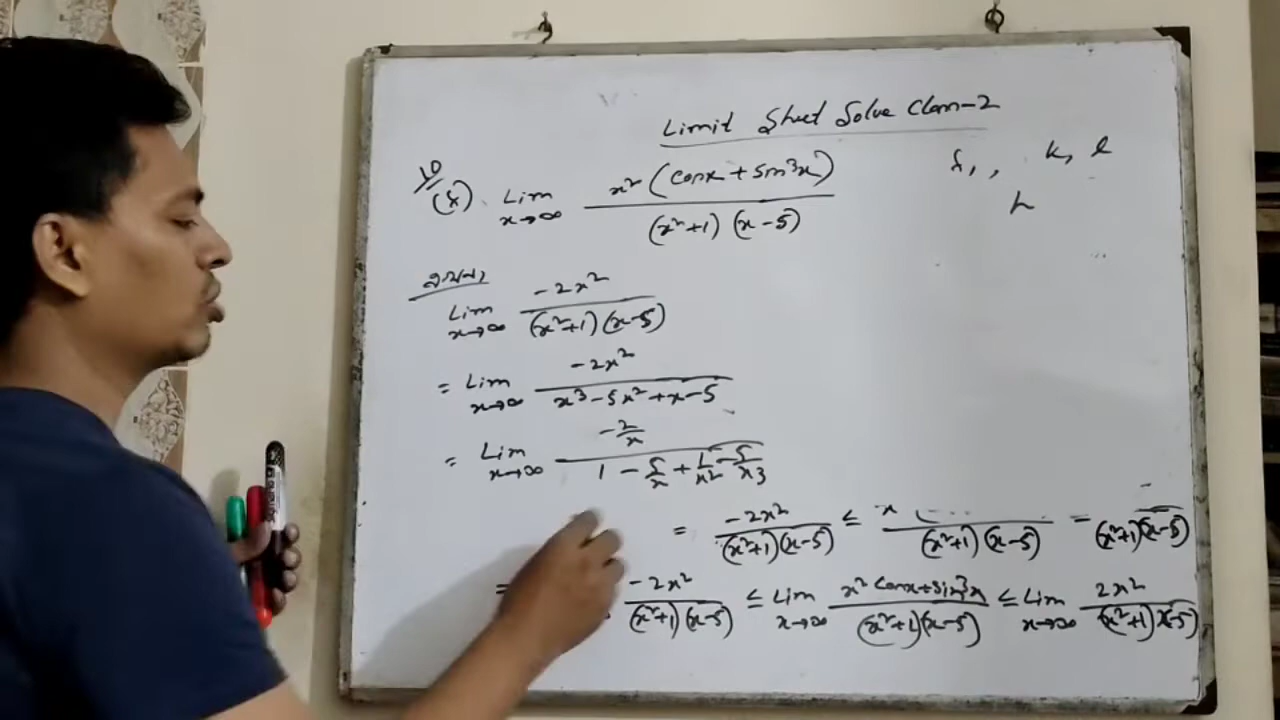 Limit Sheet Solve Class-2
10/(x) Lim x→∞ x²(cosx + sin³x) / (x²+1)(x-5)
k, l
h
এখন,
Lim x→∞ -2x² / (x²+1)(x-5)
= Lim x→∞ -2x² / x³-5x²+x-5
= Lim x→∞ -2/x / 1 - 5/x + 1/x² - 5/x³
= -2x² / (x²+1)(x-5) ≤ / (x²+1)(x-5) = / (x²+1)(x-5)
= -2x² / (x²+1)(x-5) ≤ Lim x→∞ x² cosx+sin³x / (x²+1)(x-5) ≤ Lim x→∞ 2x² / (x²+1)(x-5)